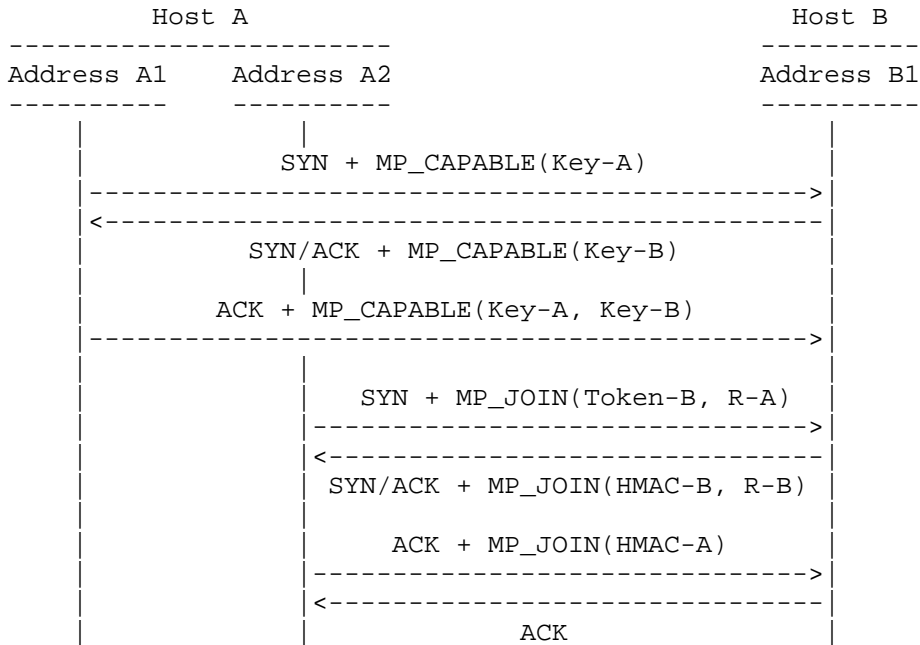 Host A Host B
------------------------ ----------
Address A1 Address A2 Address B1
---------- ---------- ----------
SYN + MP_CAPABLE(Key-A)
SYN/ACK + MP_CAPABLE(Key-B)
ACK + MP_CAPABLE(Key-A, Key-B)
SYN + MP_JOIN(Token-B, R-A)
SYN/ACK + MP_JOIN(HMAC-B, R-B)
ACK + MP_JOIN(HMAC-A)
ACK